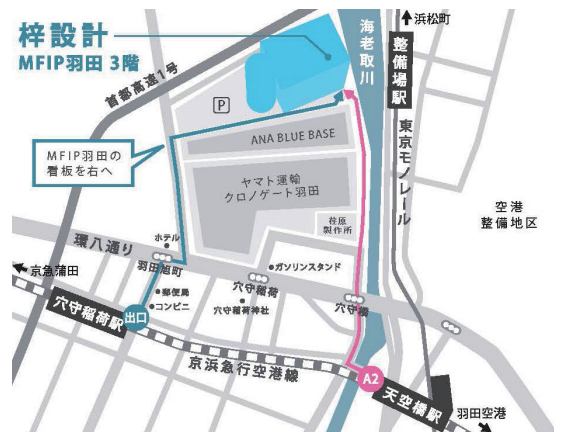 梓設計
MFIP羽田 3階
首都高速1号
P
海老取川
浜松町
整備場駅
東京モノレール
ANA BLUE BASE
MFIP羽田の
看板を右へ
ヤマト運輸
クロノゲート羽田
荏原
製作所
空港
整備地区
環八通り
ホテル
羽田旭町
ガソリンスタンド
穴守稲荷
穴守橋
京急蒲田
郵便局
コンビニ
穴守稲荷神社
穴守稲荷駅
出口
京浜急行空港線
A2
天空橋駅
羽田空港